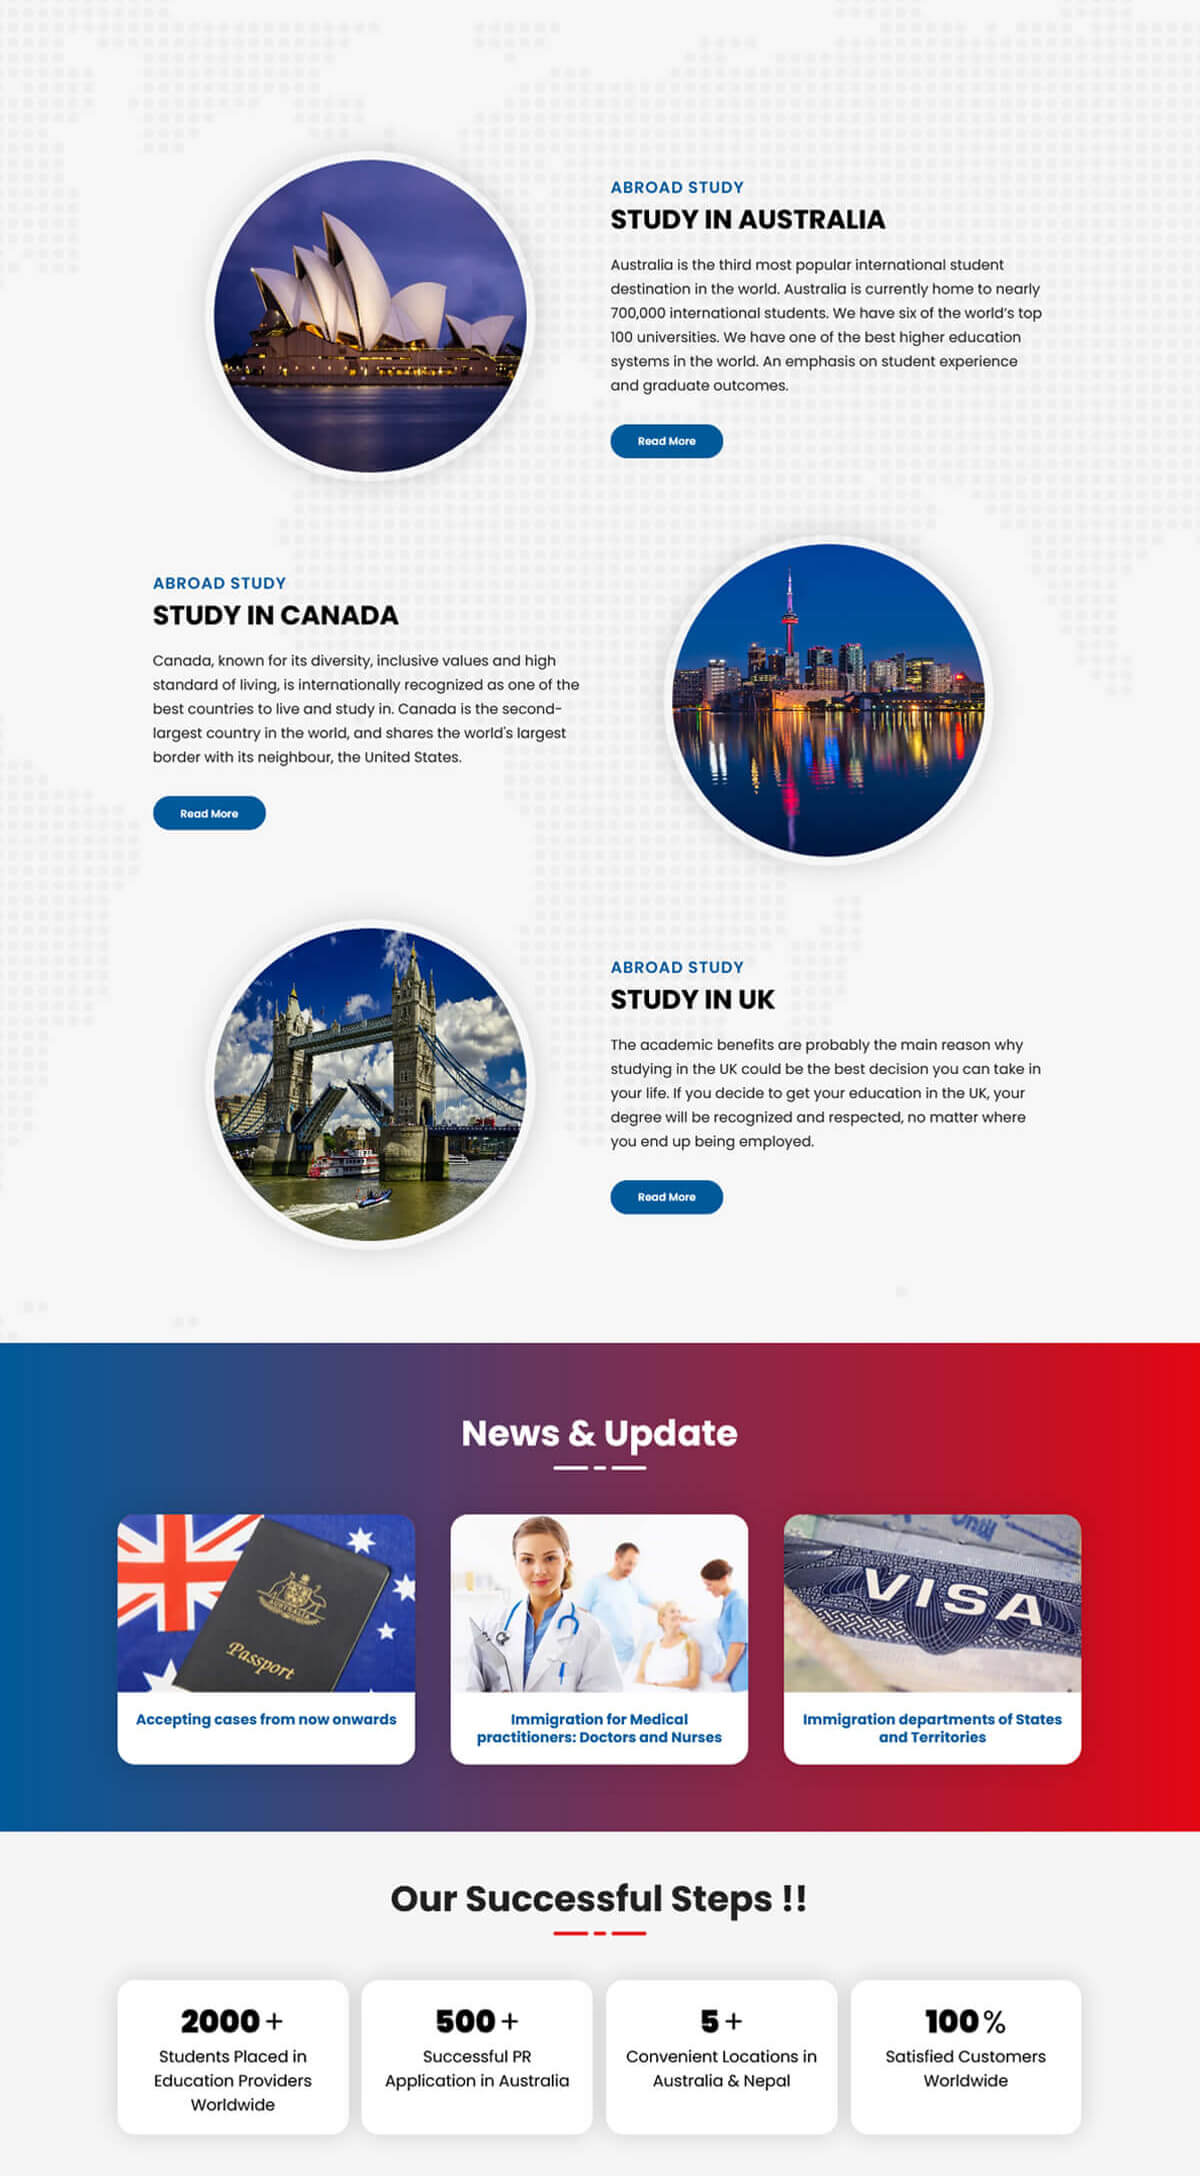 ABROAD STUDY
STUDY IN AUSTRALIA
Australia is the third most popular international student
destination in the world. Australia is currently home to nearly
700,000 international students. We have six of the world's top
100 universities. We have one of the best higher education
systems in the world. An emphasis on student experience
and graduate outcomes.
Read More
ABROAD STUDY
STUDY IN CANADA
Canada, known for its diversity, inclusive values and high
standard of living, is internationally recognized as one of the
best countries to live and study in. Canada is the second-
largest country in the world, and shares the world's largest
border with its neighbour, the United States.
Read More
ABROAD STUDY
STUDY IN UK
The academic benefits are probably the main reason why
studying in the UK could be the best decision you can take in
your life. If you decide to get your education in the UK, your
degree will be recognized and respected, no matter where
you end up being employed.
Read More
News & Update
AUSTRALIA
Passport
VISA
Accepting cases from now onwards
Immigration for Medical
practitioners: Doctors and Nurses
Immigration departments of States
and Territories
Our Successful Steps !!
2000 +
Students Placed in
Education Providers
Worldwide
500 +
Successful PR
Application in Australia
5 +
Convenient Locations in
Australia & Nepal
100 %
Satisfied Customers
Worldwide